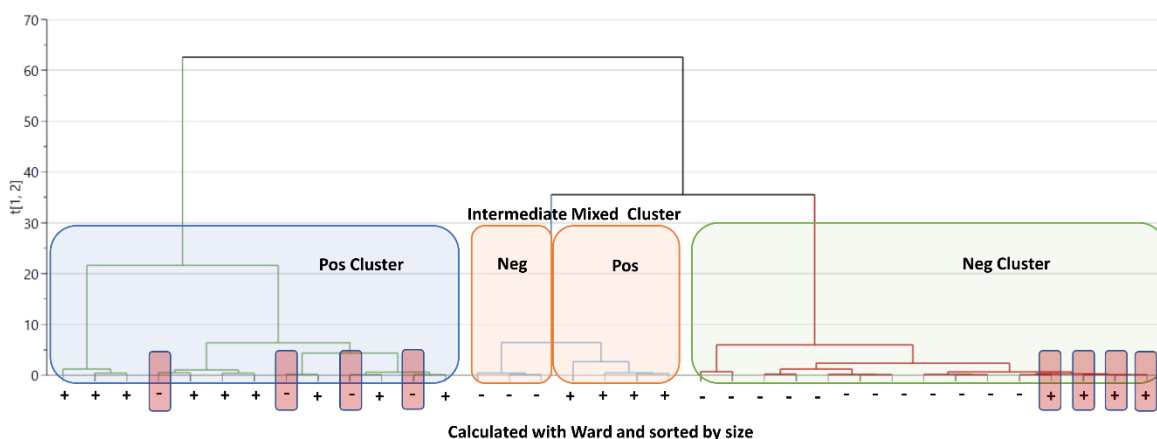 70
60
50
40
30
20
10
0
t[1, 2]
Intermediate Mixed Cluster
Pos Cluster
Neg
Pos
Neg Cluster
+ + + - + + + - + - + - + - - - + + + + - - - - - - - - - - - - + + + +
Calculated with Ward and sorted by size